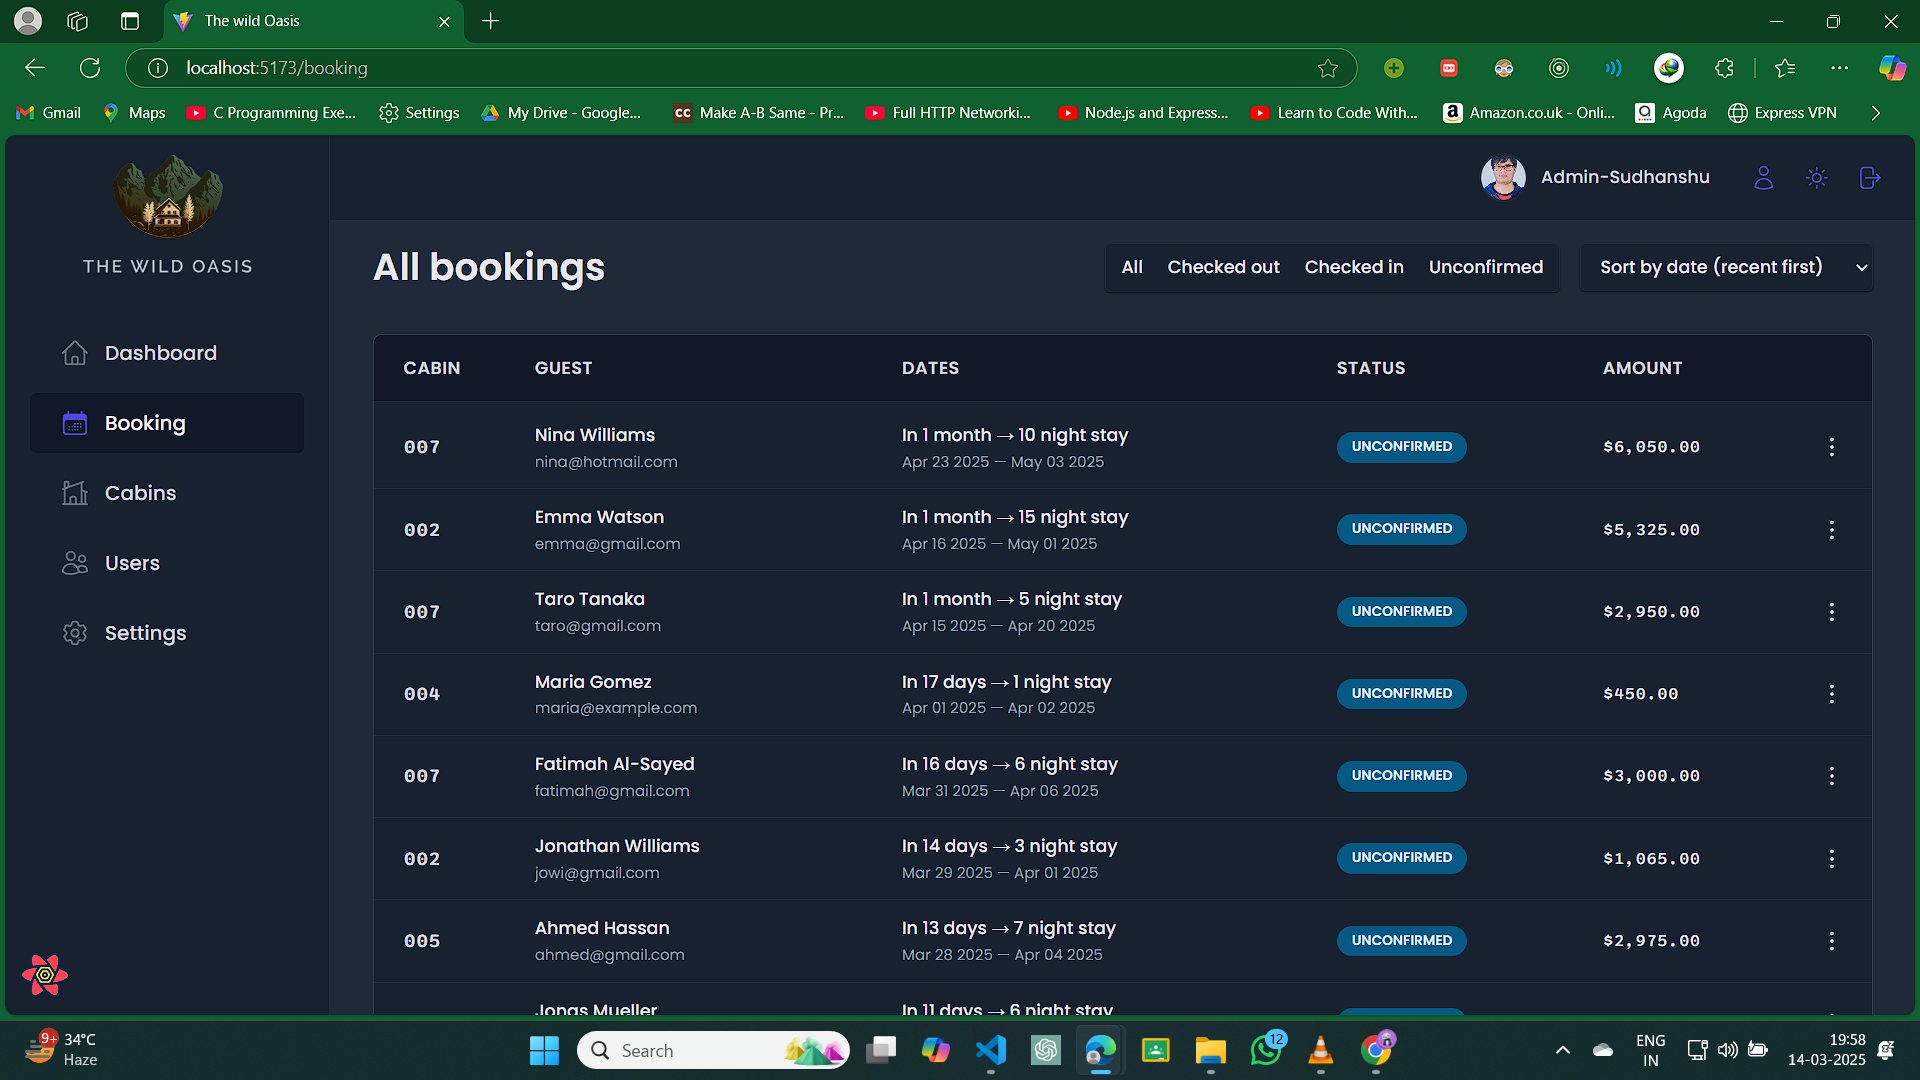 The wild Oasis
localhost:5173/booking
Gmail
Maps
C Programming Exe...
Settings
My Drive - Google...
CC
Make A-B Same - Pr...
Full HTTP Networki...
Node.js and Express...
Learn to Code With...
Amazon.co.uk - Onli...
Agoda
Express VPN
THE WILD OASIS
Admin-Sudhanshu
Dashboard
Booking
Cabins
Users
Settings
All bookings
All
Checked out
Checked in
Unconfirmed
Sort by date (recent first)
CABIN GUEST DATES STATUS AMOUNT
007 Nina Williams In 1 month → 10 night stay UNCONFIRMED $6,050.00
nina@hotmail.com Apr 23 2025 — May 03 2025
002 Emma Watson In 1 month → 15 night stay UNCONFIRMED $5,325.00
emma@gmail.com Apr 16 2025 — May 01 2025
007 Taro Tanaka In 1 month → 5 night stay UNCONFIRMED $2,950.00
taro@gmail.com Apr 15 2025 — Apr 20 2025
004 Maria Gomez In 17 days → 1 night stay UNCONFIRMED $450.00
maria@example.com Apr 01 2025 — Apr 02 2025
007 Fatimah Al-Sayed In 16 days → 6 night stay UNCONFIRMED $3,000.00
fatimah@gmail.com Mar 31 2025 — Apr 06 2025
002 Jonathan Williams In 14 days → 3 night stay UNCONFIRMED $1,065.00
jowi@gmail.com Mar 29 2025 — Apr 01 2025
005 Ahmed Hassan In 13 days → 7 night stay UNCONFIRMED $2,975.00
ahmed@gmail.com Mar 28 2025 — Apr 04 2025
Jonas Mueller In 11 days → 6 night stay
9+
34°C
Haze
Search
12
ENG
IN
19:58
14-03-2025